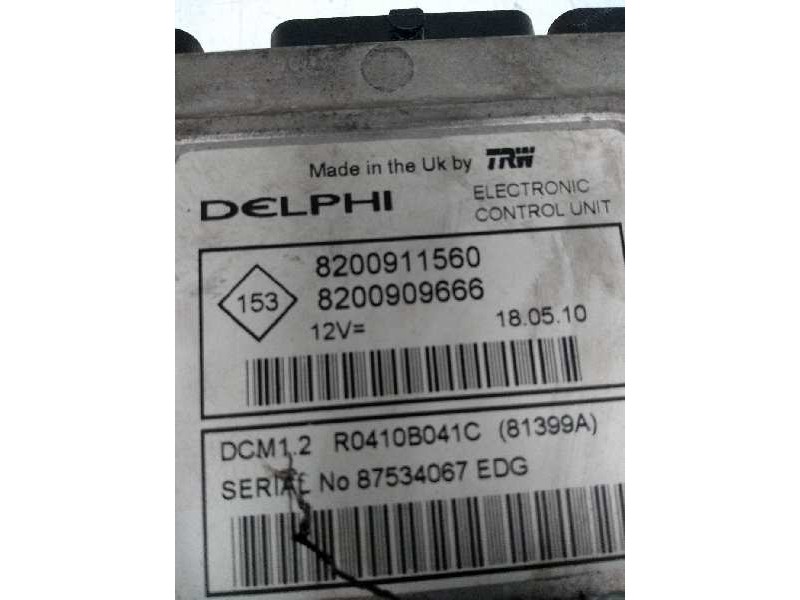 Made in the Uk by TRW
DELPHI
ELECTRONIC
CONTROL UNIT
8200911560
153
8200909666
12V=
18.05.10
DCM1.2 R0410B041C (81399A)
SERIAL No 87534067 EDG